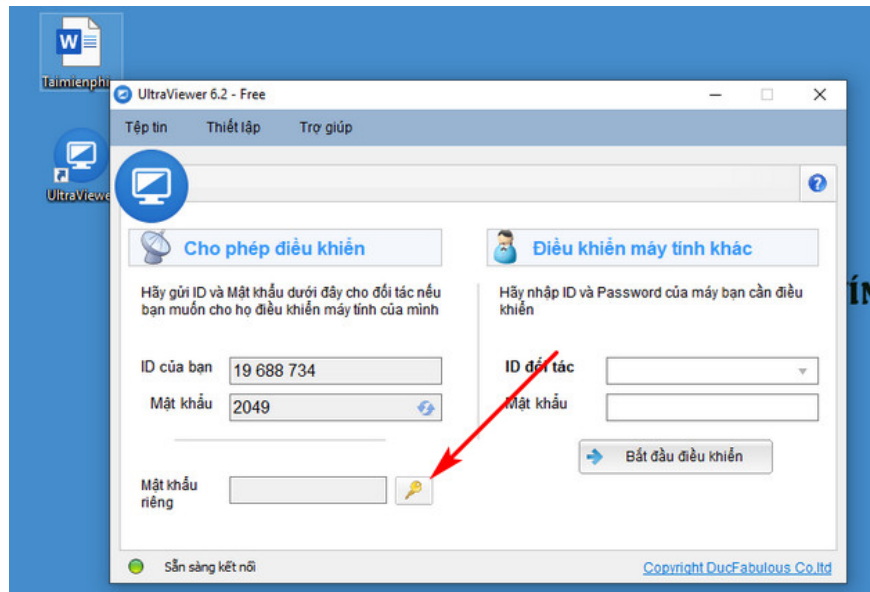 Taimienphi
UltraViewer 6.2 - Free
Tệp tin Thiết lập Trợ giúp
UltraViewe
Cho phép điều khiển
Điều khiển máy tính khác
Hãy gửi ID và Mật khẩu dưới đây cho đối tác nếu
bạn muốn cho họ điều khiển máy tính của mình
Hãy nhập ID và Password của máy bạn cần điều
khiển
ID của bạn 19 688 734
Mật khẩu 2049
ID đối tác
Mật khẩu
Bắt đầu điều khiển
Mật khẩu
riêng
Sẵn sàng kết nối
Copyright DucFabulous Co.ltd